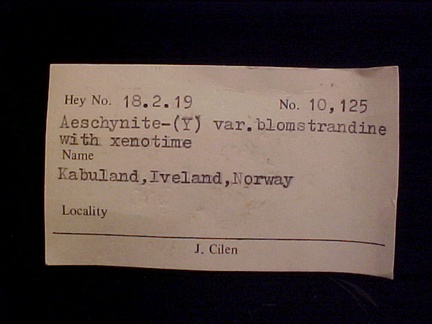 Hey No. 18.2.19 No. 10,125
Aeschynite-(Y) var.blomstrandine
with xenotime
Name
Kabuland,Iveland,Norway
Locality
J. Cilen